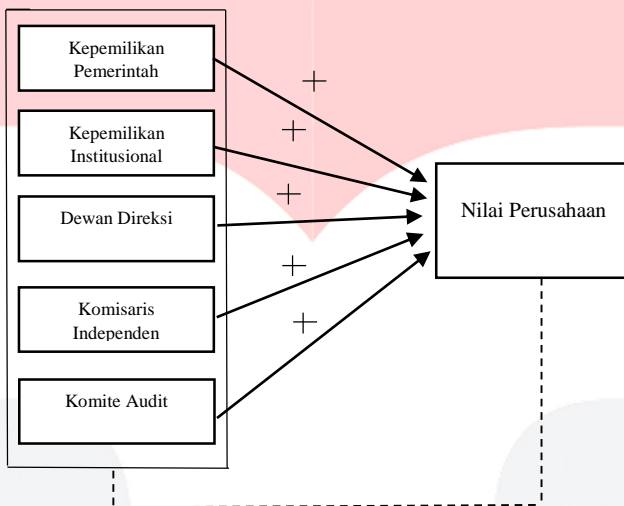 Kepemilikan
Pemerintah
+
Kepemilikan
Institusional
+
Dewan Direksi
+
Nilai Perusahaan
Komisaris
Independen
+
Komite Audit
+